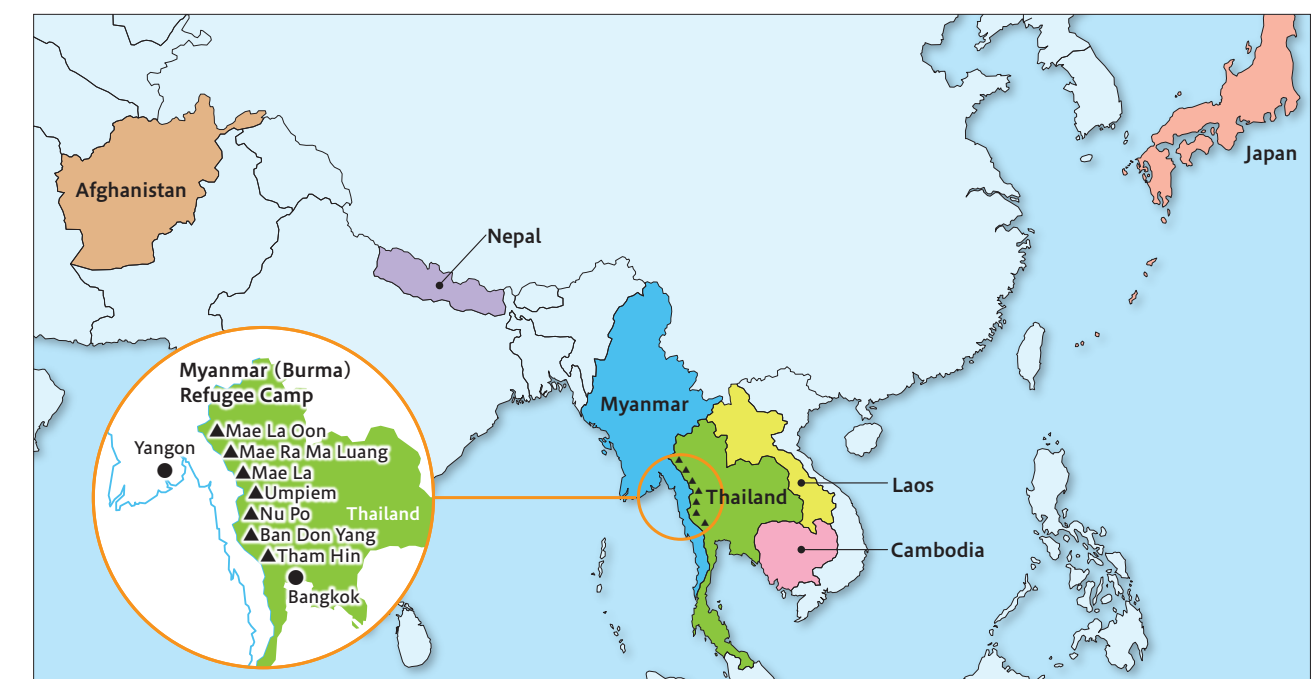 Afghanistan
Nepal
Japan
Myanmar
Thailand
Laos
Cambodia
Myanmar (Burma)
Refugee Camp
Yangon
▲Mae La Oon
▲Mae Ra Ma Luang
▲Mae La
▲Umpiem
▲Nu Po
▲Ban Don Yang
▲Tham Hin
Thailand
Bangkok